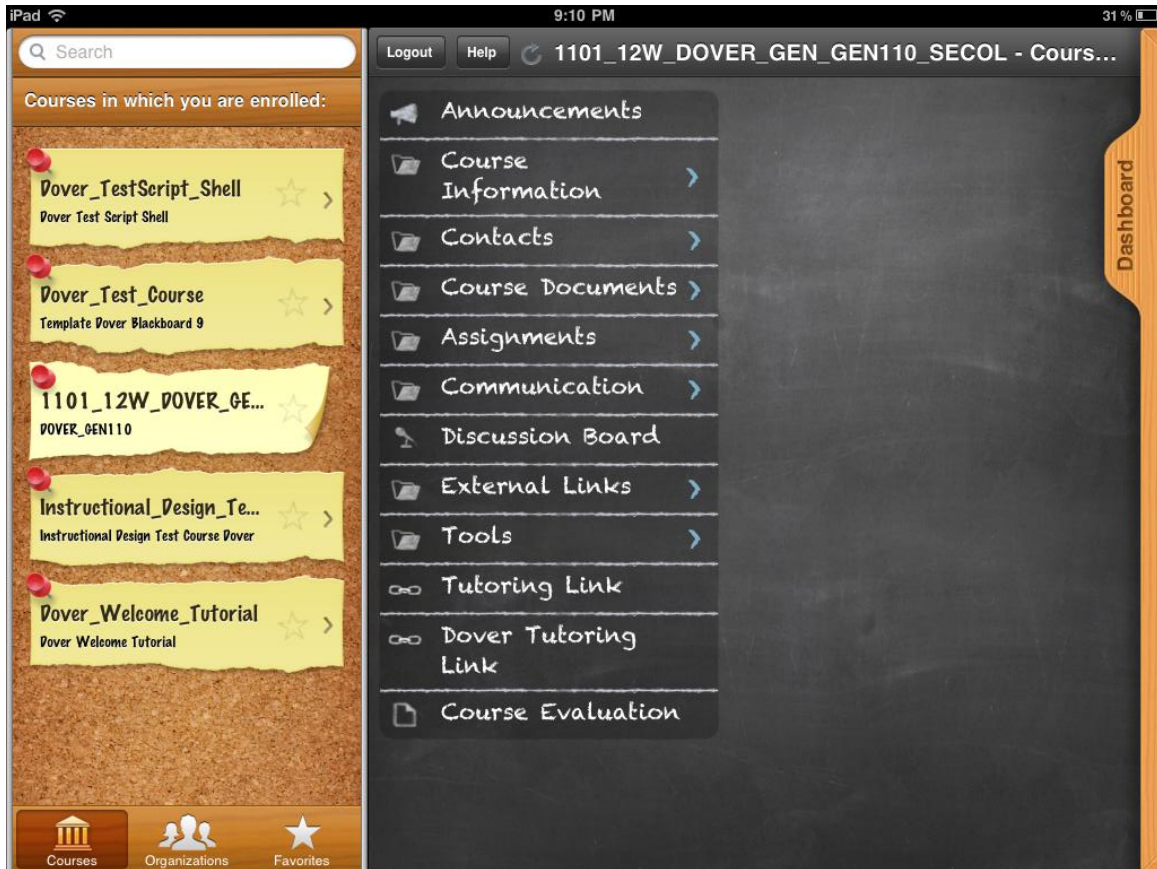 iPad 9:10 PM 31 %
Search
Courses in which you are enrolled:
Dover_TestScript_Shell
Dover Test Script Shell
Dover_Test_Course
Template Dover Blackboard 9
1101_12W_DOVER_GE...
DOVER_GEN110
Instructional_Design_Te...
Instructional Design Test Course Dover
Dover_Welcome_Tutorial
Dover Welcome Tutorial
Courses Organizations Favorites
Logout Help 1101_12W_DOVER_GEN_GEN110_SECOL - Cours...
Announcements
Course
Information
Contacts
Course Documents
Assignments
Communication
Discussion Board
External Links
Tools
Tutoring Link
Dover Tutoring
Link
Course Evaluation
Dashboard